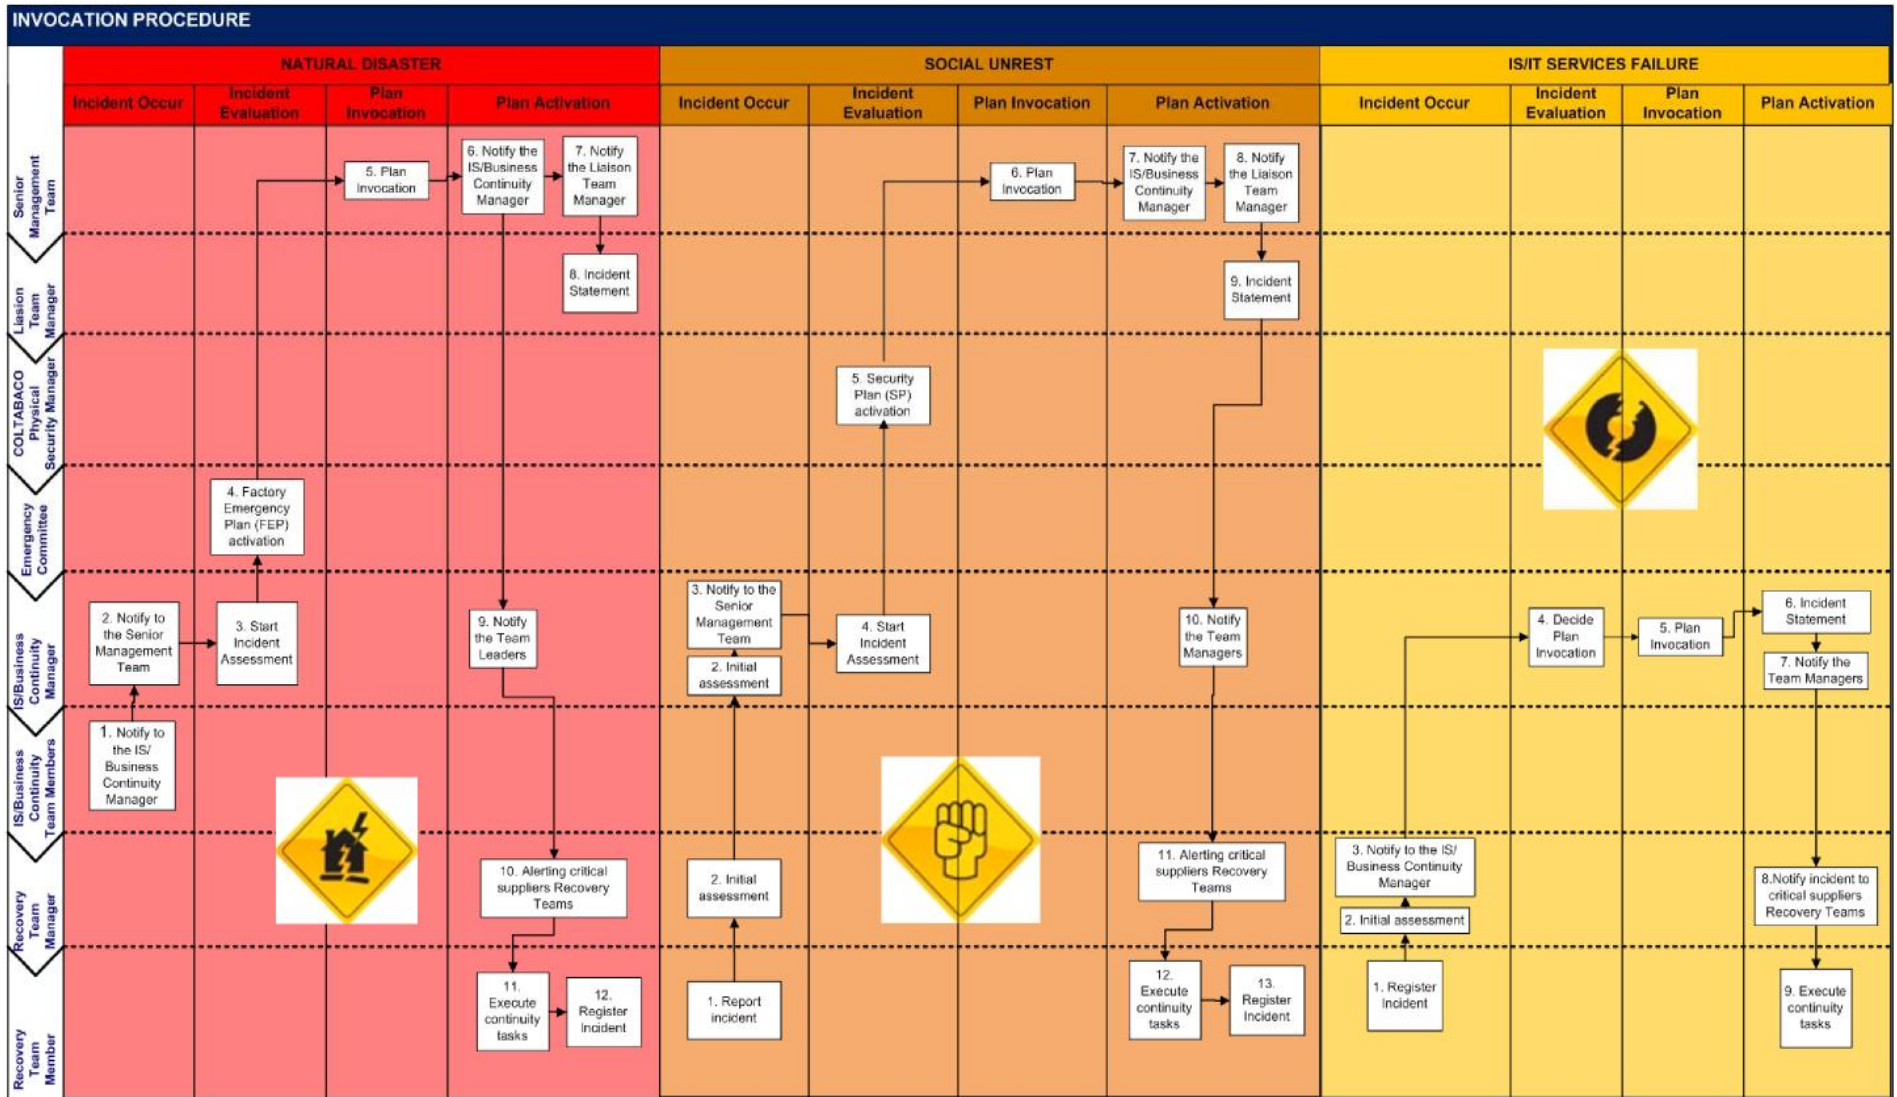 INVOCATION PROCEDURE
NATURAL DISASTER
SOCIAL UNREST
IS/IT SERVICES FAILURE
Incident Occur
Incident
Evaluation
Plan
Invocation
Plan Activation
Incident Occur
Incident
Evaluation
Plan Invocation
Plan Activation
Incident Occur
Incident
Evaluation
Plan
Invocation
Plan Activation
Senior
Management
Team
5. Plan
Invocation
6. Notify the
IS/Business
Continuity
Manager
7. Notify
the Liaison
Team
Manager
6. Plan
Invocation
7. Notify the
IS/Business
Continuity
Manager
8. Notify
the Liaison
Team
Manager
Liasion
Team
Manager
8. Incident
Statement
9. Incident
Statement
COLTABACO
Physical
Security Manager
5. Security
Plan (SP)
activation
Emergency
Committee
4. Factory
Emergency
Plan (FEP)
activation
IS/Business
Continuity
Manager
2. Notify to
the Senior
Management
Team
3. Start
Incident
Assessment
9. Notify
the Team
Leaders
3. Notify to the
Senior
Management
Team
2. Initial
assessment
4. Start
Incident
Assessment
10. Notify
the Team
Managers
4. Decide
Plan
Invocation
5. Plan
Invocation
6. Incident
Statement
7. Notify the
Team Managers
IS/Business
Continuity
Team Members
1. Notify to
the IS/
Business
Continuity
Manager
Recovery
Team
Manager
10. Alerting critical
suppliers Recovery
Teams
2. Initial
assessment
11. Alerting critical
suppliers Recovery
Teams
3. Notify to the IS/
Business Continuity
Manager
2. Initial assessment
8.Notify incident to
critical suppliers
Recovery Teams
Recovery
Team
Member
11.
Execute
continuity
tasks
12.
Register
Incident
1. Report
incident
12.
Execute
continuity
tasks
13.
Register
Incident
1. Register
Incident
9. Execute
continuity
tasks